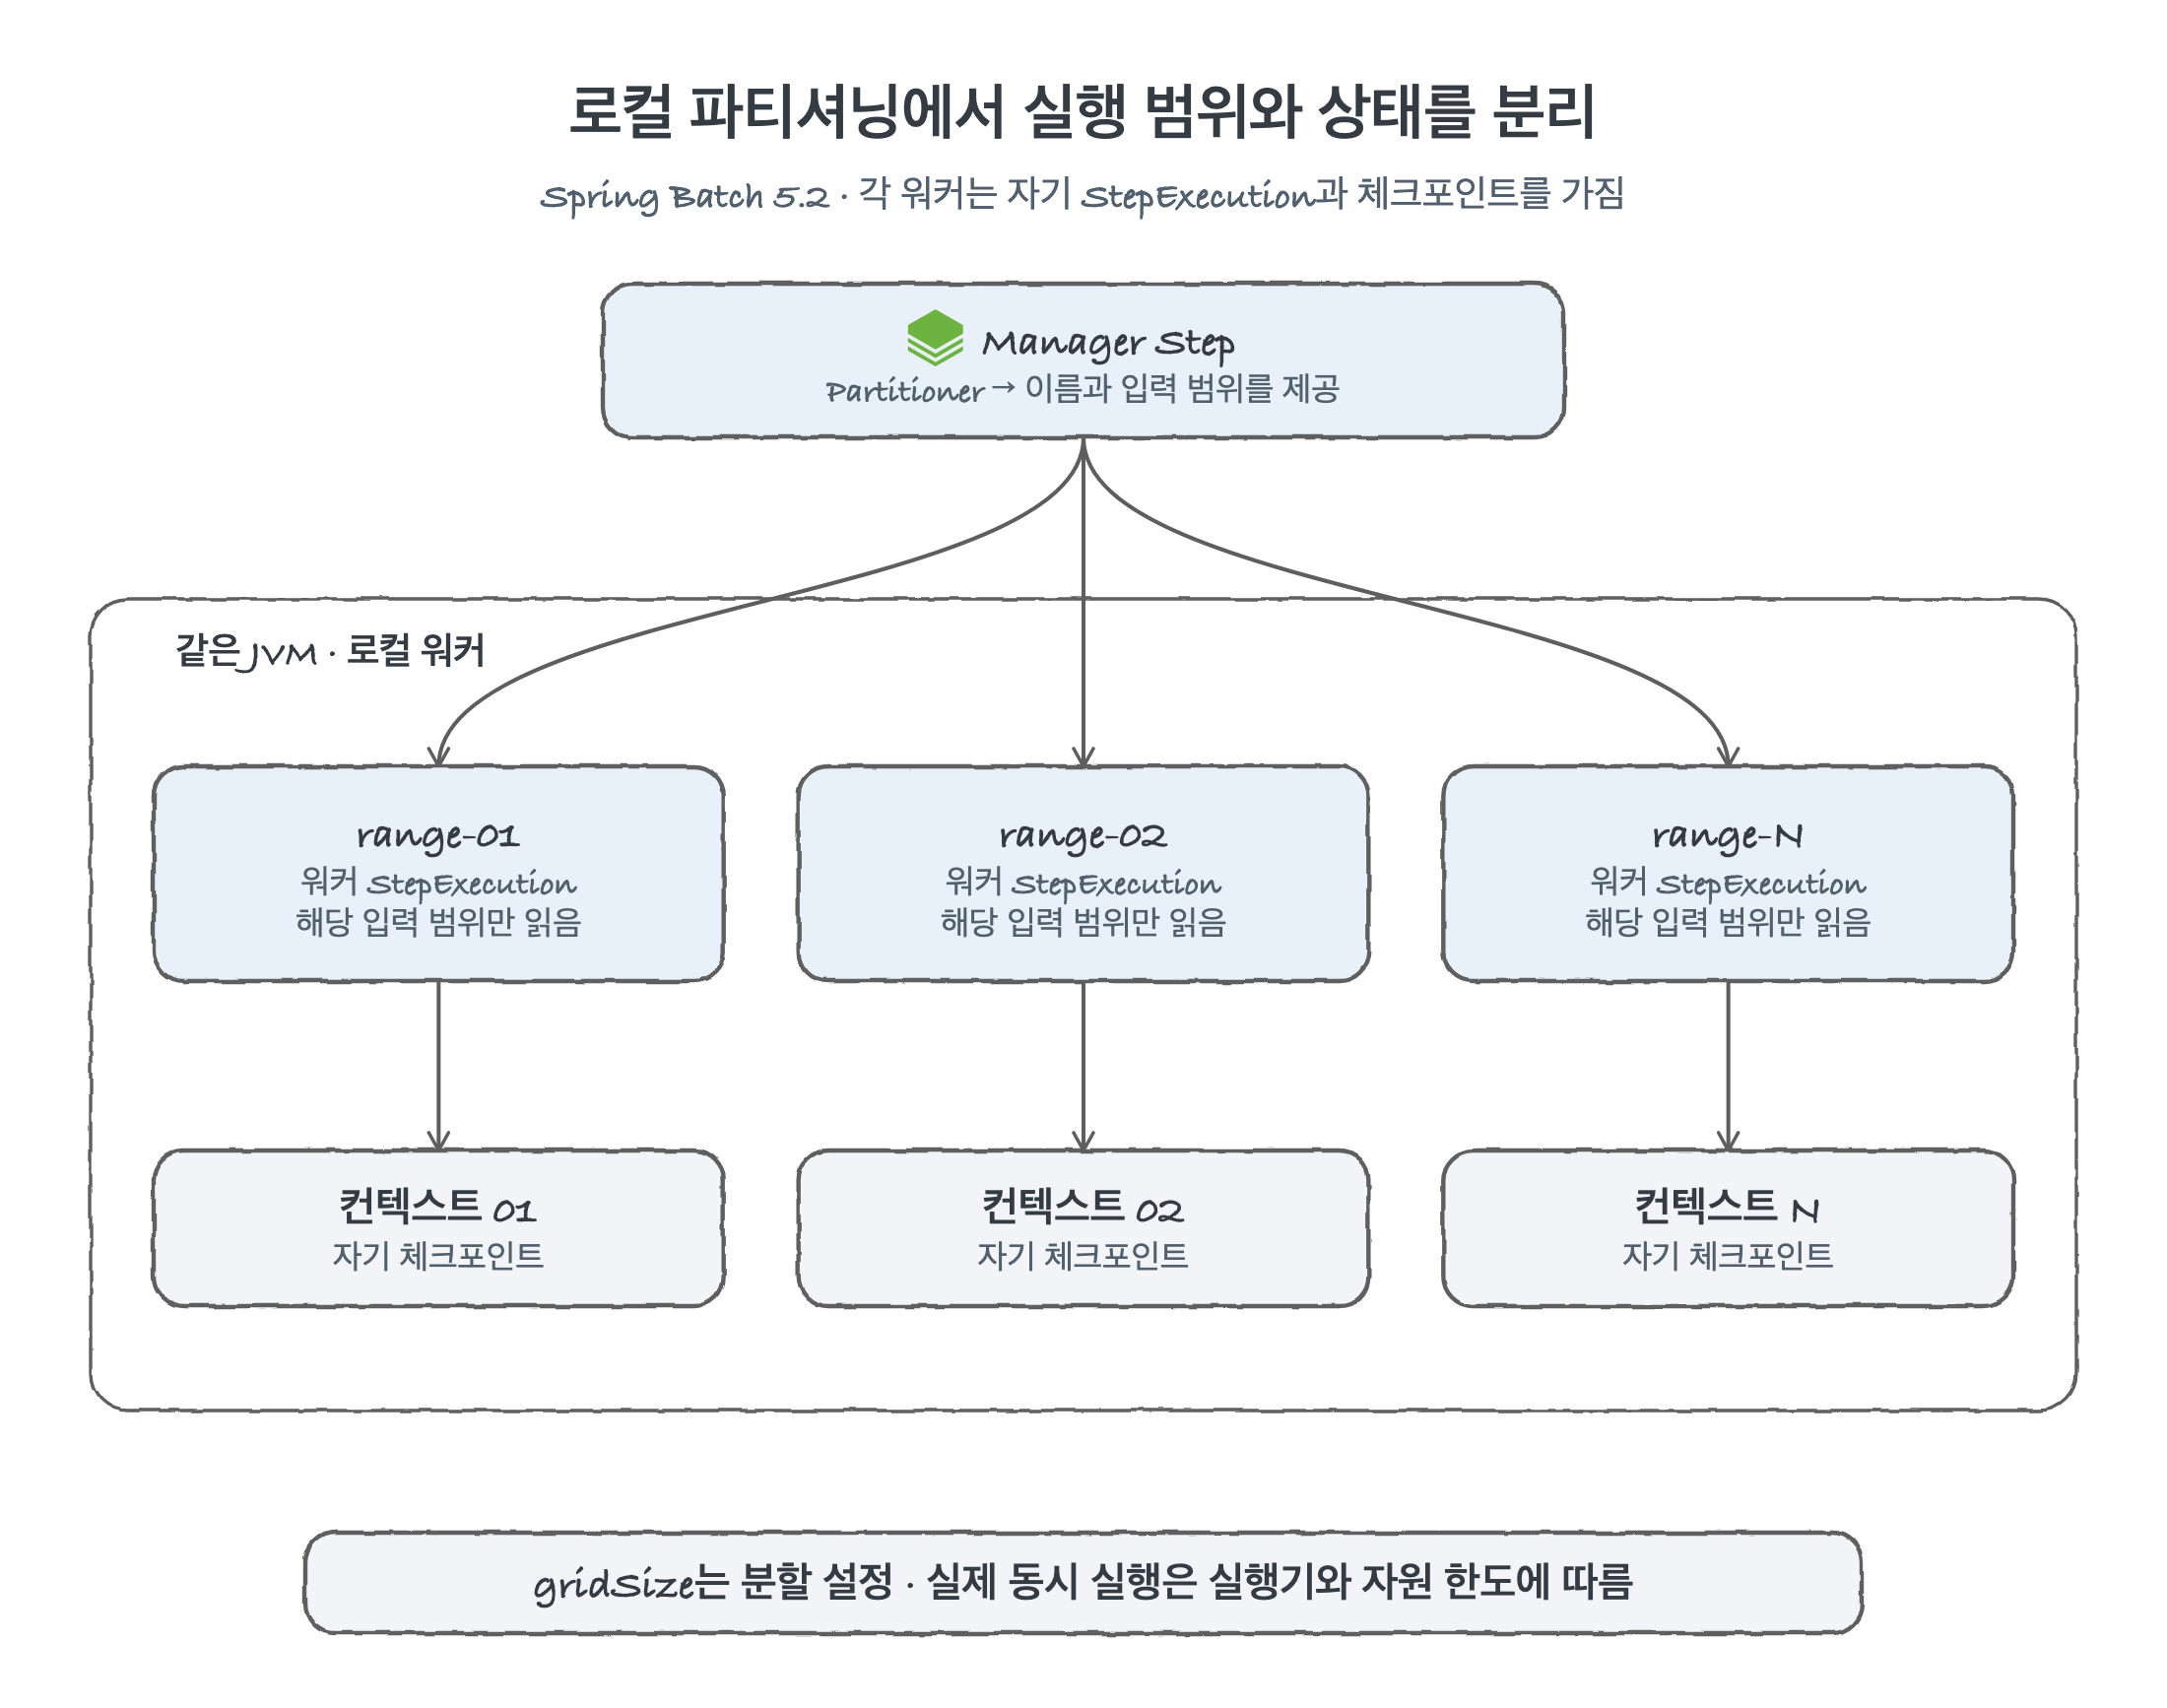 로컬 파티셔닝에서 실행 범위와 상태를 분리
Spring Batch 5.2 · 각 워커는 자기 StepExecution과 체크포인트를 가짐
Manager Step
Partitioner → 이름과 입력 범위를 제공
같은 JVM · 로컬 워커
range-01
워커 StepExecution
해당 입력 범위만 읽음
range-02
워커 StepExecution
해당 입력 범위만 읽음
range-N
워커 StepExecution
해당 입력 범위만 읽음
컨텍스트 01
자기 체크포인트
컨텍스트 02
자기 체크포인트
컨텍스트 N
자기 체크포인트
gridSize는 분할 설정 · 실제 동시 실행은 실행기와 자원 한도에 따름